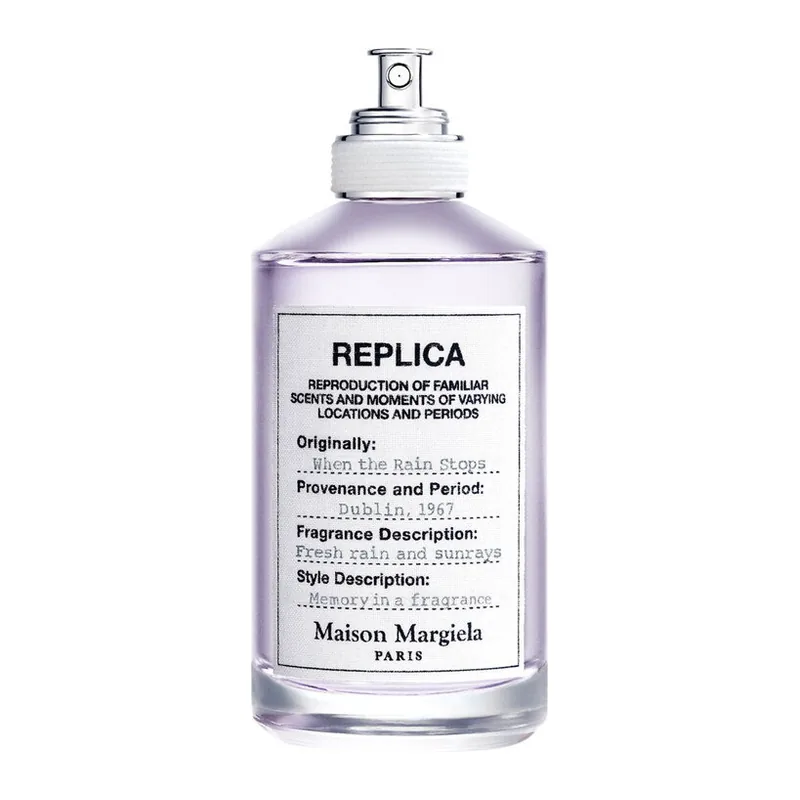 REPLICA
REPRODUCTION OF FAMILIAR
SCENTS AND MOMENTS OF VARYING
LOCATIONS AND PERIODS
Originally:
When the Rain Stops
Provenance and Period:
Dublin, 1967
Fragrance Description:
Fresh rain and sunrays
Style Description:
Memory in a fragrance
Maison Margiela
PARIS